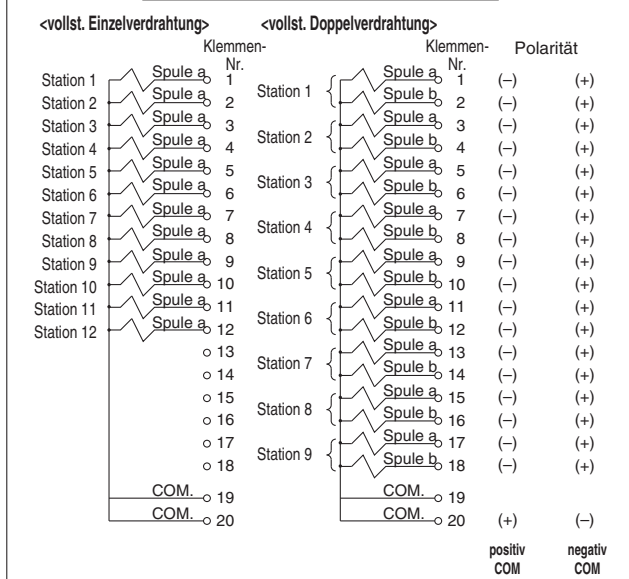 <vollst. Einzelverdrahtung> <vollst. Doppelverdrahtung>
Klemmen-Nr. Klemmen-Nr. Polarität
Station 1 Spule a 1 Station 1 Spule a 1 (–) (+)
Station 2 Spule a 2 Spule b 2 (–) (+)
Station 3 Spule a 3 Station 2 Spule a 3 (–) (+)
Station 4 Spule a 4 Spule b 4 (–) (+)
Station 5 Spule a 5 Station 3 Spule a 5 (–) (+)
Station 6 Spule a 6 Spule b 6 (–) (+)
Station 7 Spule a 7 Station 4 Spule a 7 (–) (+)
Station 8 Spule a 8 Spule b 8 (–) (+)
Station 9 Spule a 9 Station 5 Spule a 9 (–) (+)
Station 10 Spule a 10 Spule b 10 (–) (+)
Station 11 Spule a 11 Station 6 Spule a 11 (–) (+)
Station 12 Spule a 12 Spule b 12 (–) (+)
13 Station 7 Spule a 13 (–) (+)
14 Spule b 14 (–) (+)
15 Station 8 Spule a 15 (–) (+)
16 Spule b 16 (–) (+)
17 Station 9 Spule a 17 (–) (+)
18 Spule b 18 (–) (+)
COM. 19 COM. 19
COM. 20 COM. 20 (+) (–)
positiv negativ
COM COM